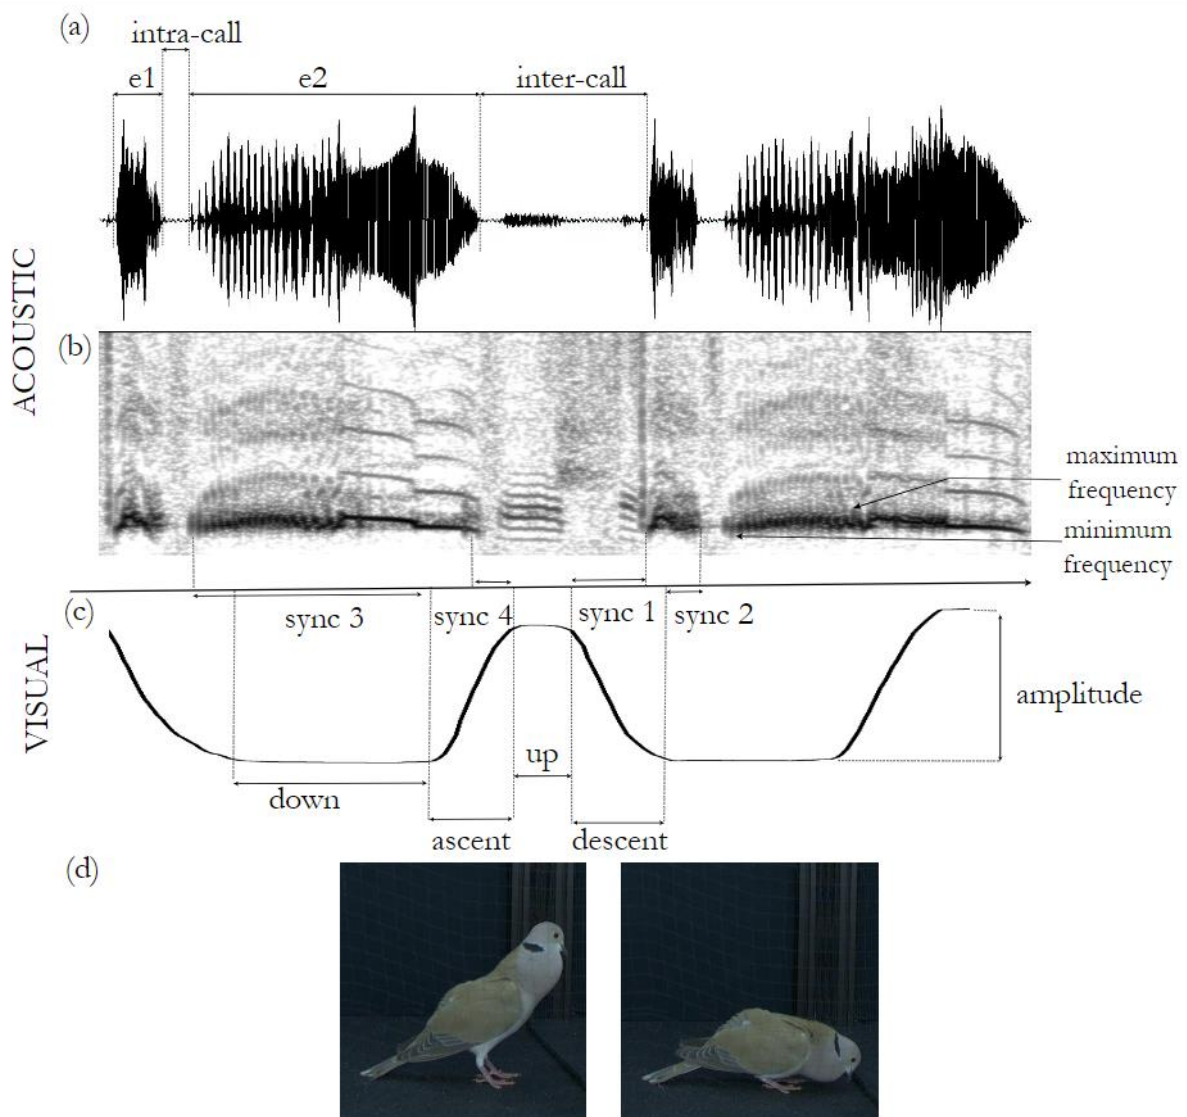 (a)
intra-call
e1
e2
inter-call
ACOUSTIC
(b)
maximum
frequency
minimum
frequency
(c)
sync 3
sync 4
sync 1
sync 2
VISUAL
amplitude
up
down
ascent
descent
(d)